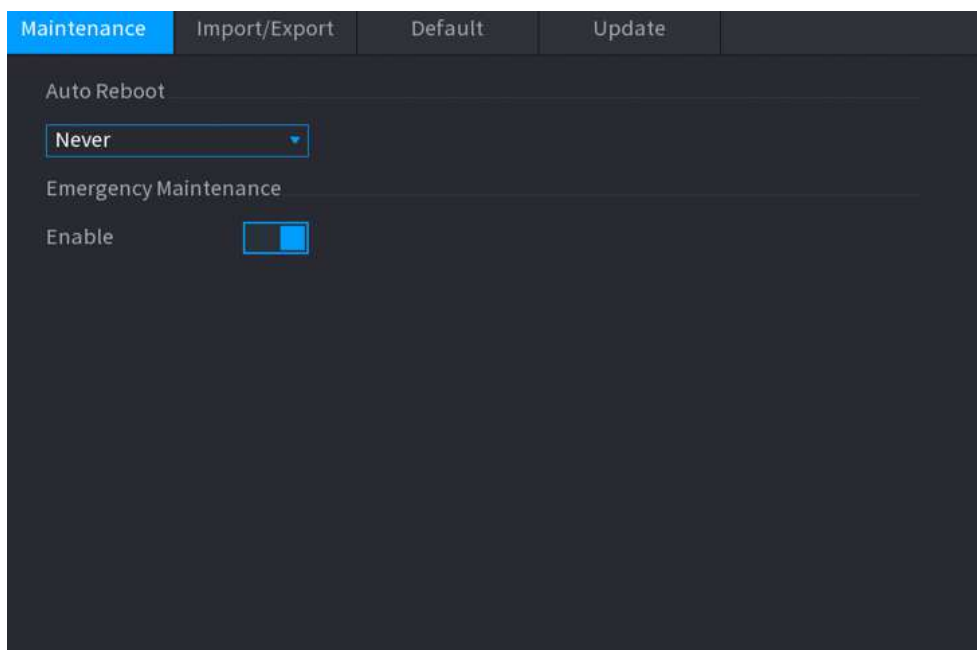 Maintenance Import/Export Default Update
Auto Reboot
Never
Emergency Maintenance
Enable